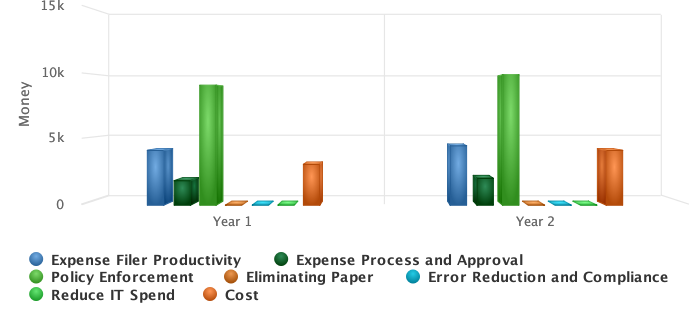 15k
10k
5k
0
Money
Year 1 Year 2
Expense Filer Productivity Expense Process and Approval
Policy Enforcement Eliminating Paper Error Reduction and Compliance
Reduce IT Spend Cost